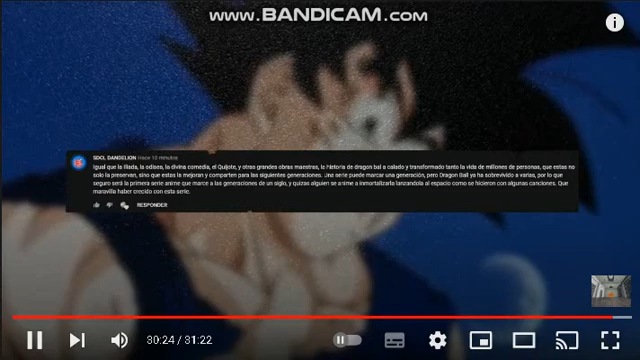 www.BANDICAM.com
SDCL DANDELION Hace 10 minutos
Igual que la Iliada, la odisea, la divina comedia, el Quijote, y otras grandes obras maestras, la historia de dragon bal a calado y transformado tanto la vida de millones de personas, que estas no
solo la preservan, sino que estas la mejoran y comparten para las siguientes generaciones. Una serie puede marcar una generación, pero Dragon Ball ya ha sobrevivido a varias, por lo que
seguro será la primera serie anime que marce a las generaciones de un siglo, y quizas alguien se anime a inmortalizarla lanzandola al espacio como se hicieron con algunas canciones. Que
maravilla haber crecido con esta serie.
RESPONDER
30:24 / 31:22